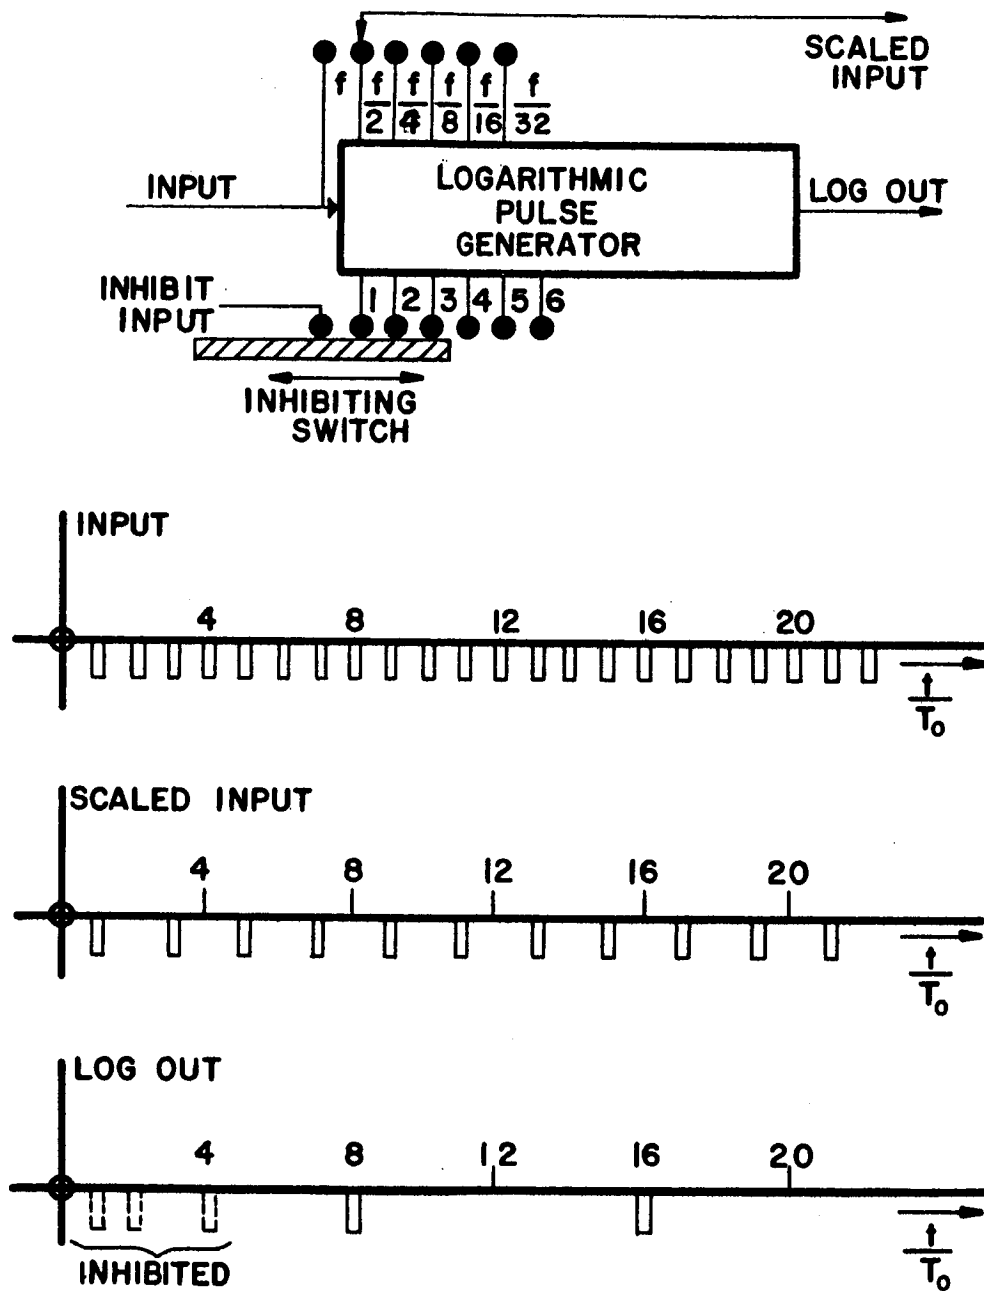 SCALED
INPUT
f f/2 f/4 f/8 f/16 f/32
INPUT
LOGARITHMIC
PULSE
GENERATOR
LOG OUT
INHIBIT
INPUT
1 2 3 4 5 6
INHIBITING
SWITCH
INPUT
4 8 12 16 20
t/T₀
SCALED INPUT
4 8 12 16 20
t/T₀
LOG OUT
4 8 12 16 20
t/T₀
INHIBITED